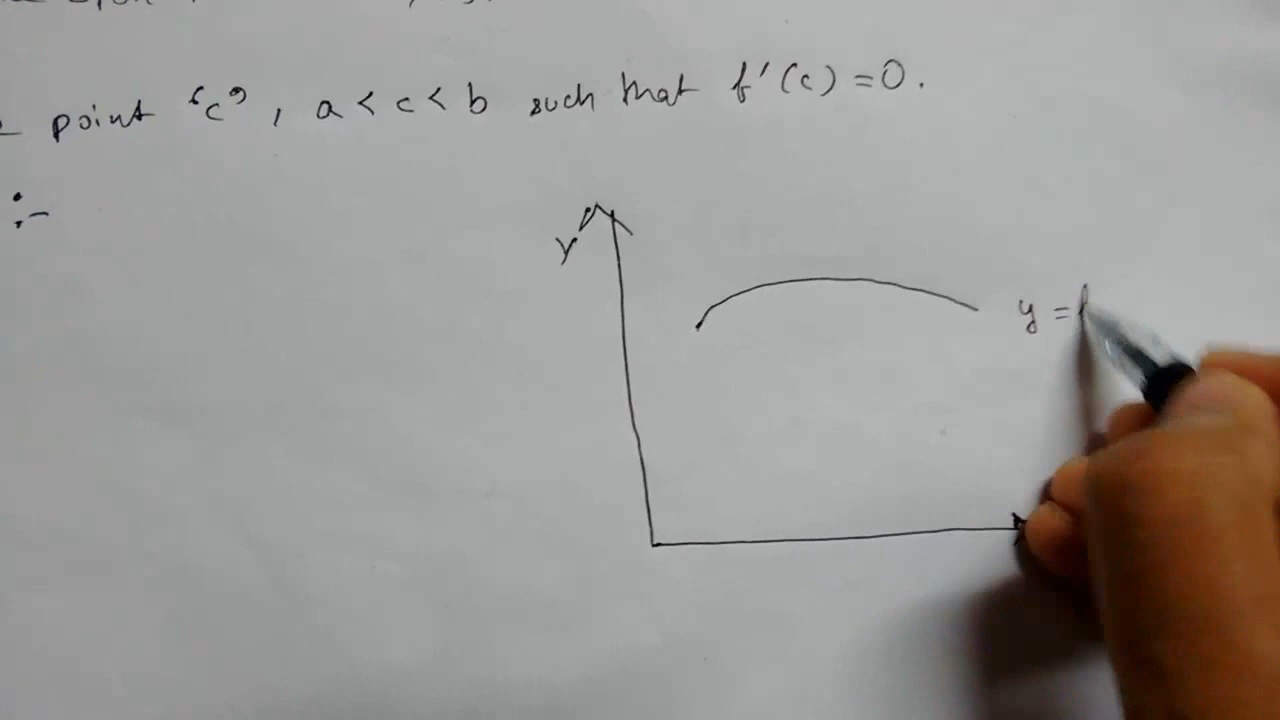 point “c”, a < c < b such that f'(c) = 0.
:-
Y
y =